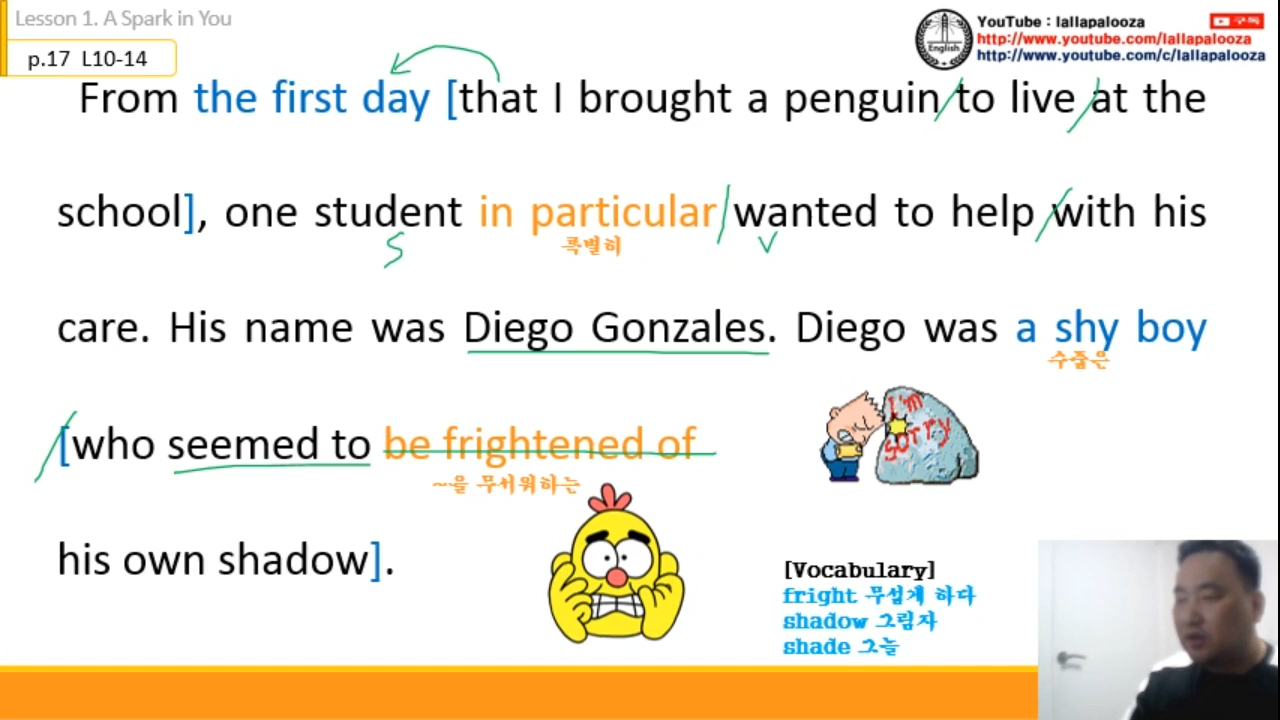 Lesson 1. A Spark in You
p.17 L10-14
English
YouTube : lallapalooza
구독
http://www.youtube.com/lallapalooza
http://www.youtube.com/c/lallapalooza
From the first day [that I brought a penguin to live at the
school], one student in particular wanted to help with his
S
특별히
V
care. His name was Diego Gonzales. Diego was a shy boy
수줍은
[who seemed to be frightened of
~을 무서워하는
I'm
sorry
his own shadow].
[Vocabulary]
fright 무섭게 하다
shadow 그림자
shade 그늘